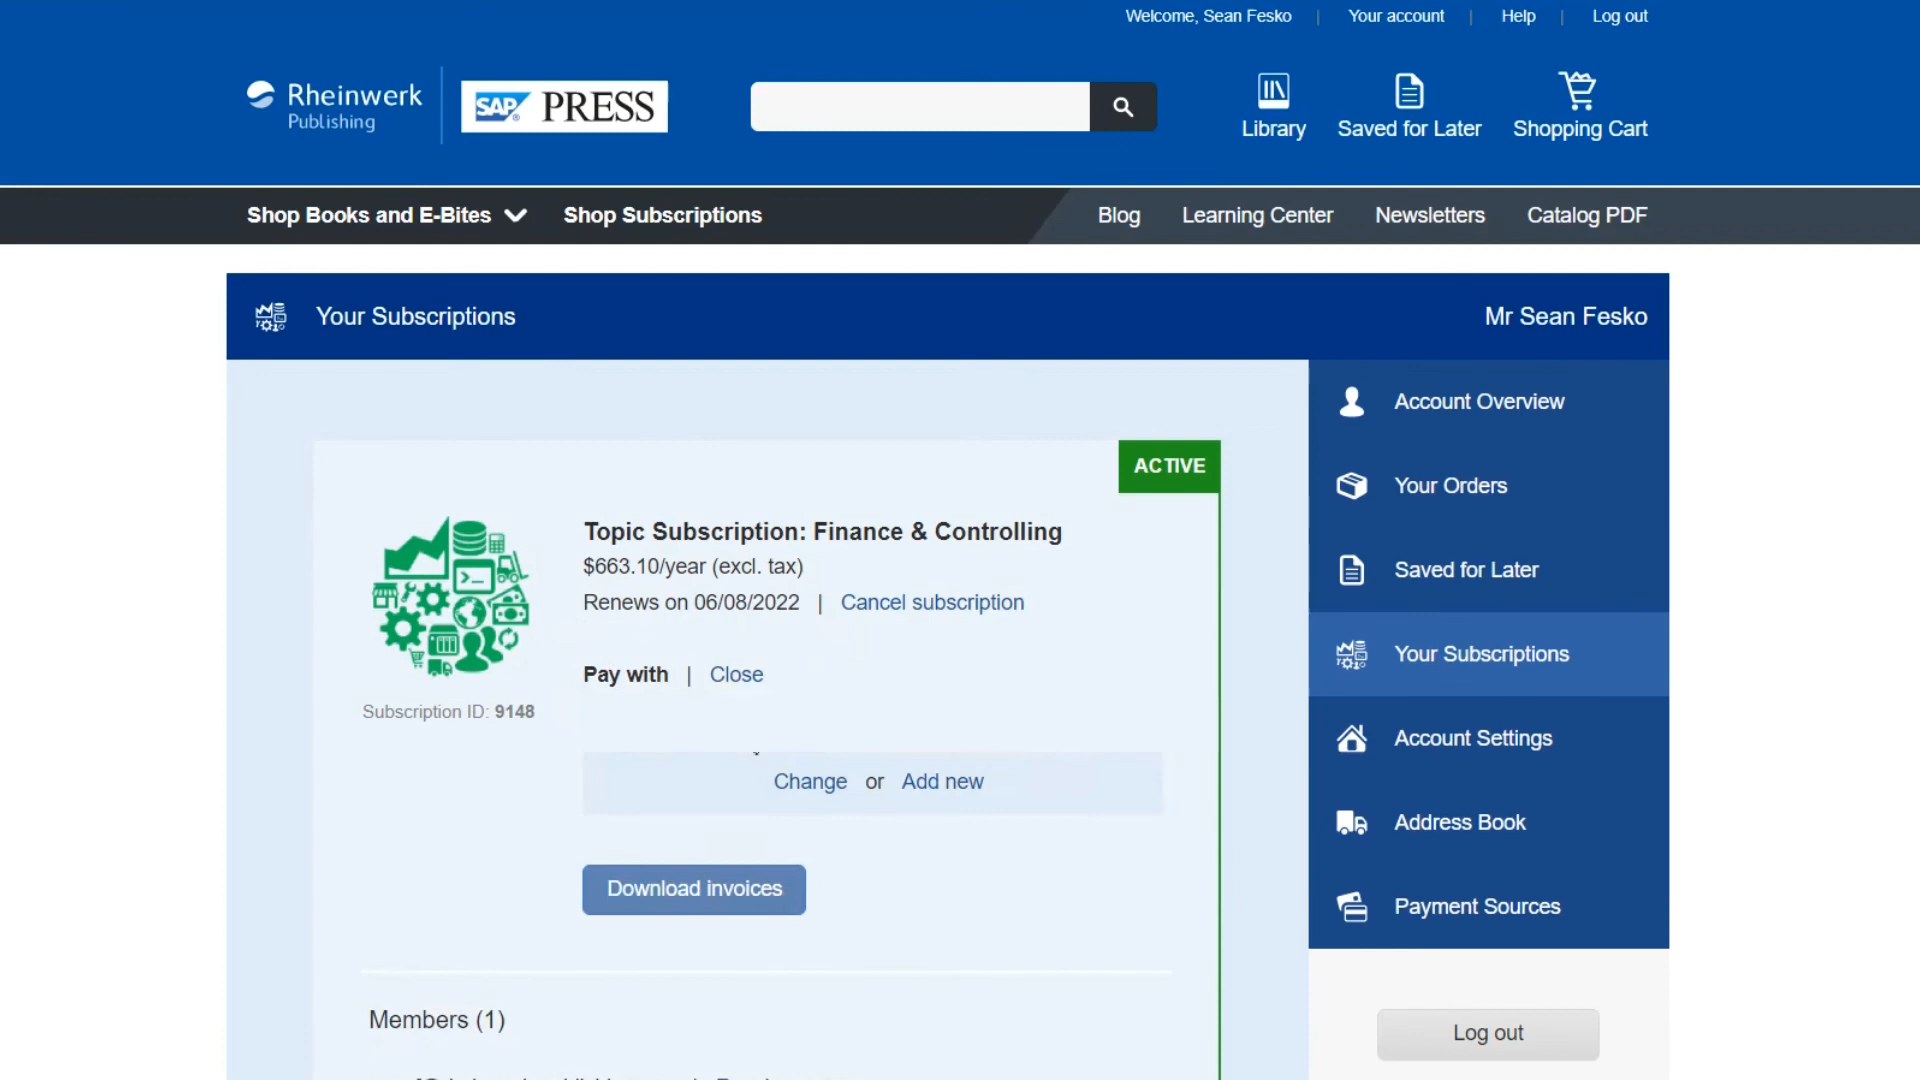 Welcome, Sean Fesko | Your account | Help | Log out
Rheinwerk
Publishing
SAP PRESS
Library
Saved for Later
Shopping Cart
Shop Books and E-Bites
Shop Subscriptions
Blog
Learning Center
Newsletters
Catalog PDF
Your Subscriptions
Mr Sean Fesko
ACTIVE
Topic Subscription: Finance & Controlling
$663.10/year (excl. tax)
Renews on 06/08/2022 | Cancel subscription
Pay with | Close
Subscription ID: 9148
Change or Add new
Download invoices
Members (1)
Account Overview
Your Orders
Saved for Later
Your Subscriptions
Account Settings
Address Book
Payment Sources
Log out